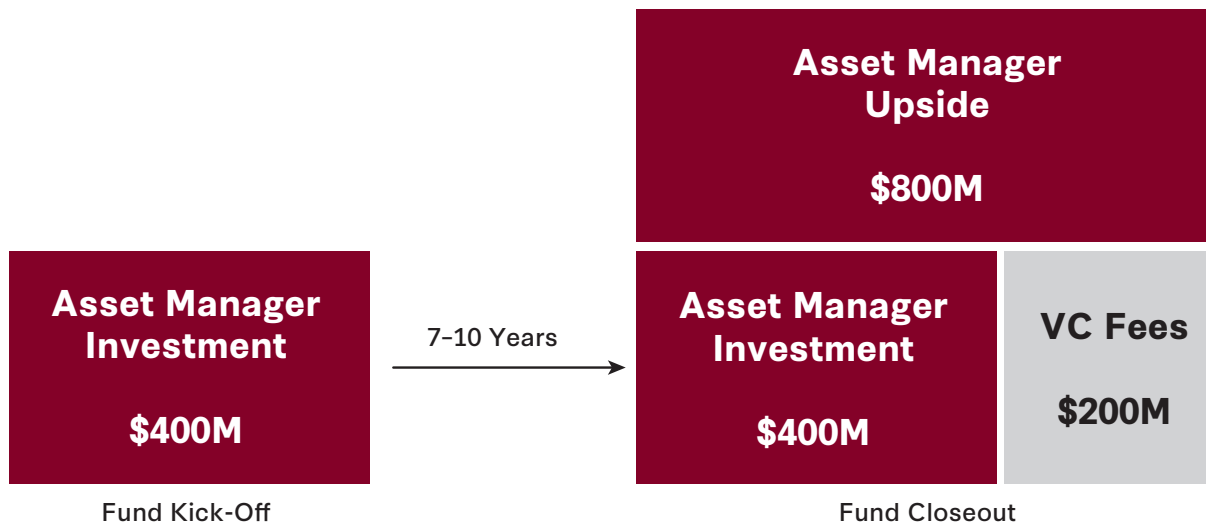 Asset Manager
Upside
$800M
Asset Manager
Investment
$400M
7–10 Years
Asset Manager
Investment
$400M
VC Fees
$200M
Fund Kick-Off
Fund Closeout